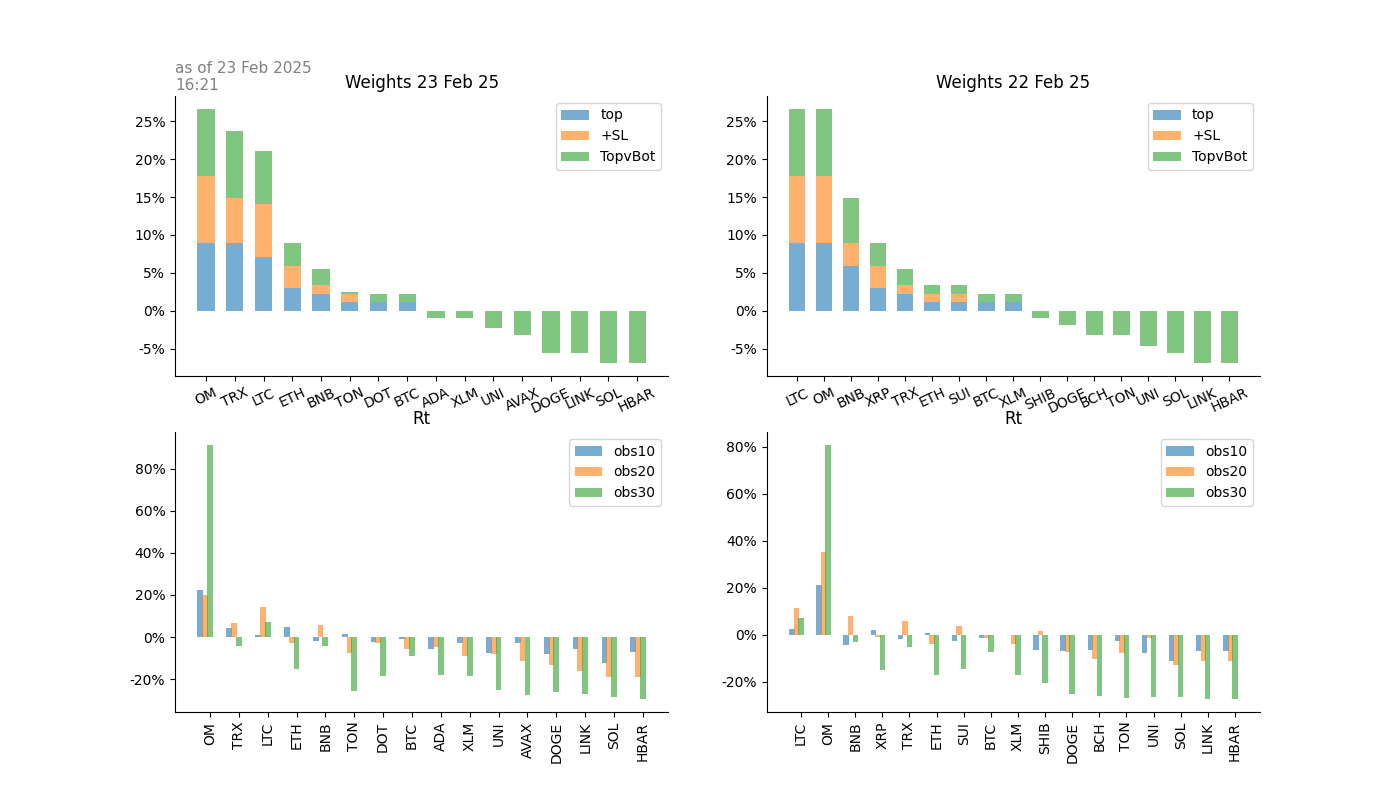 as of 23 Feb 2025
16:21
Weights 23 Feb 25
25%
20%
15%
10%
5%
0%
-5%
top
+SL
TopvBot
OM TRX LTC ETH BNB TON DOT BTC ADA XLM UNI AVAX DOGE LINK SOL HBAR
Weights 22 Feb 25
25%
20%
15%
10%
5%
0%
-5%
top
+SL
TopvBot
LTC OM BNB XRP TRX ETH SUI BTC XLM SHIB DOGE BCH TON UNI SOL LINK HBAR
Rt
80%
60%
40%
20%
0%
-20%
obs10
obs20
obs30
OM TRX LTC ETH BNB TON DOT BTC ADA XLM UNI AVAX DOGE LINK SOL HBAR
Rt
80%
60%
40%
20%
0%
-20%
obs10
obs20
obs30
LTC OM BNB XRP TRX ETH SUI BTC XLM SHIB DOGE BCH TON UNI SOL LINK HBAR